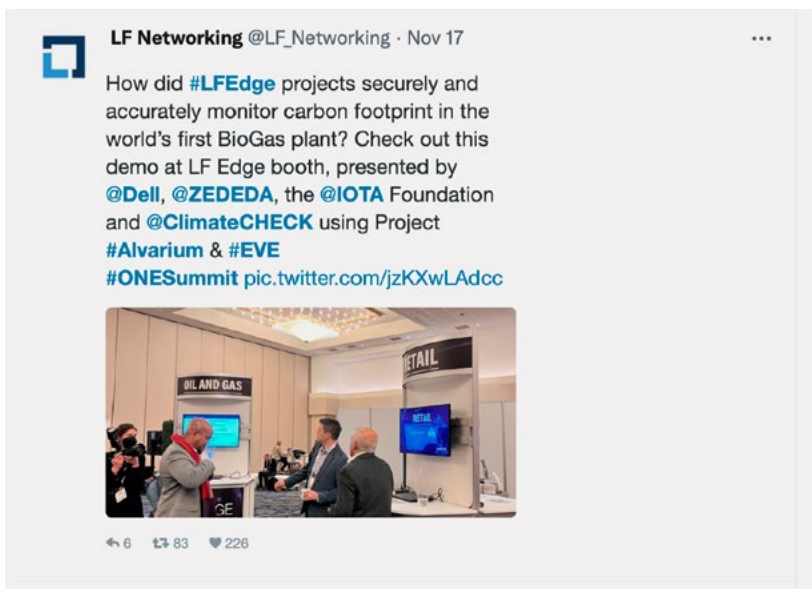 LF Networking @LF_Networking · Nov 17
How did #LFEdge projects securely and
accurately monitor carbon footprint in the
world's first BioGas plant? Check out this
demo at LF Edge booth, presented by
@Dell, @ZEDEDA, the @IOTA Foundation
and @ClimateCHECK using Project
#Alvarium & #EVE
#ONESummit pic.twitter.com/jzKXwLAdcc
OIL AND GAS
RETAIL
RETAIL
GE
6 83 226